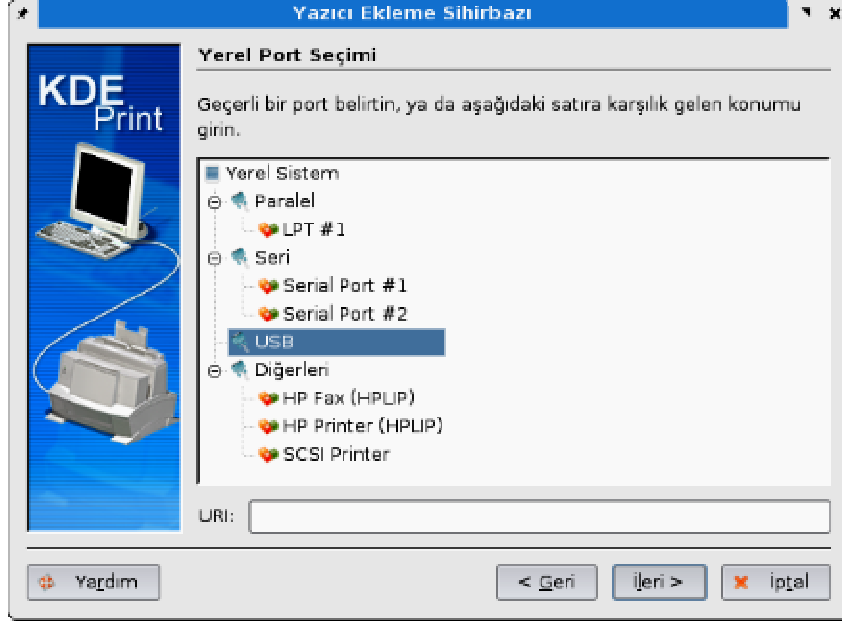 Yazıcı Ekleme Sihirbazı
KDE
Print
Yerel Port Seçimi
Geçerli bir port belirtin, ya da aşağıdaki satıra karşılık gelen konumu
girin.
Yerel Sistem
Paralel
LPT #1
Seri
Serial Port #1
Serial Port #2
USB
Diğerleri
HP Fax (HPLIP)
HP Printer (HPLIP)
SCSI Printer
URI:
Yardım
< Geri
İleri >
İptal